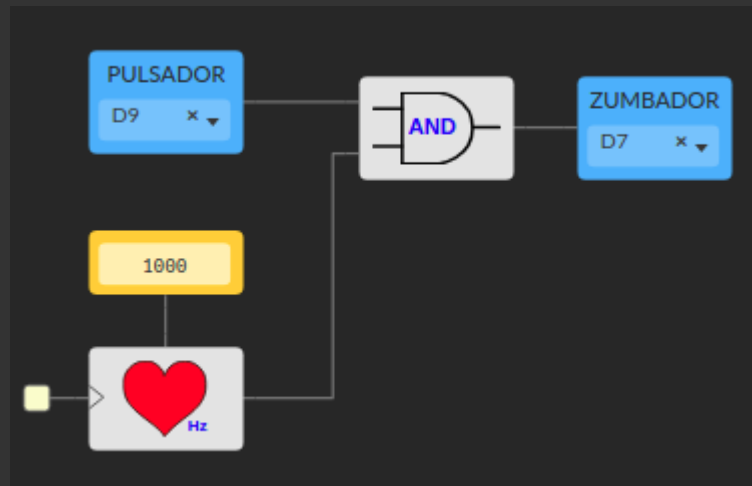 PULSADOR
D9
AND
ZUMBADOR
D7
1000
Hz